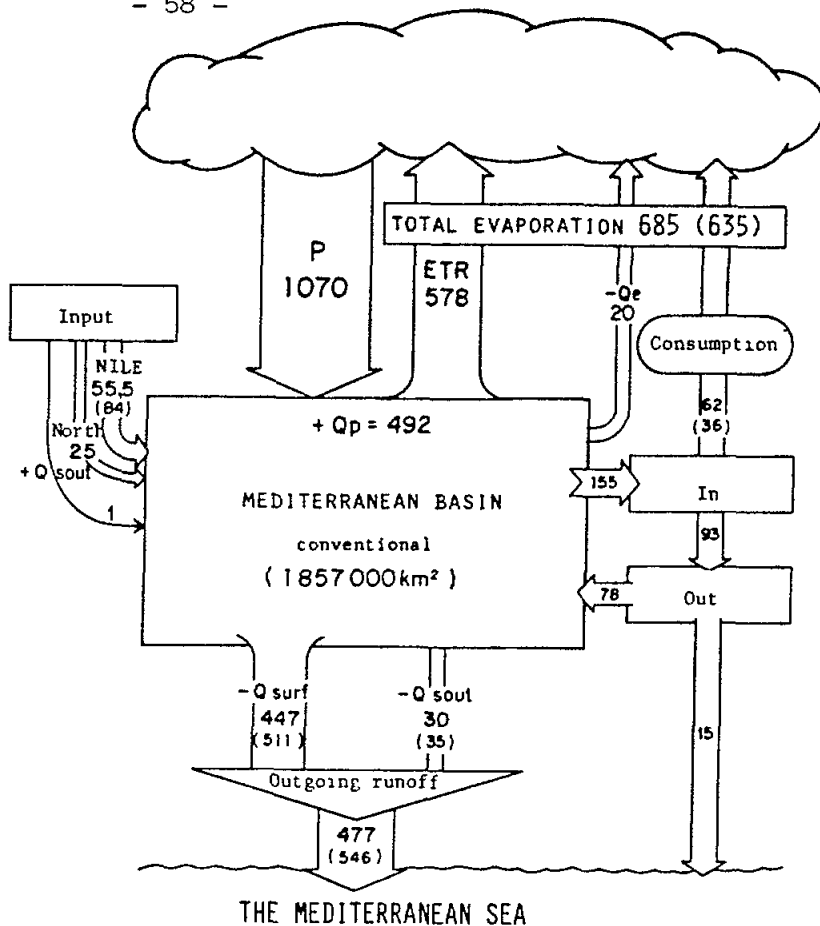 - 58 -
P
1070
ETR
578
TOTAL EVAPORATION 685 (635)
-Qe
20
Consumption
62
(36)
Input
NILE
55,5
(84)
North
25
+ Q sout
1
+ Qp = 492
MEDITERRANEAN BASIN
conventional
( 1857000 km² )
155
In
93
78
Out
15
- Q surf
447
(511)
- Q sout
30
(35)
Outgoing runoff
477
(546)
THE MEDITERRANEAN SEA